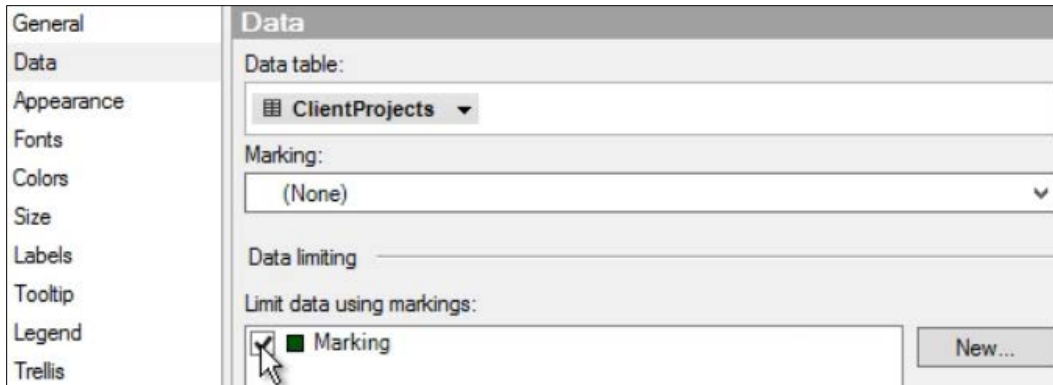 General
Data
Appearance
Fonts
Colors
Size
Labels
Tooltip
Legend
Trellis
Data
Data table:
ClientProjects
Marking:
(None)
Data limiting
Limit data using markings:
Marking
New...